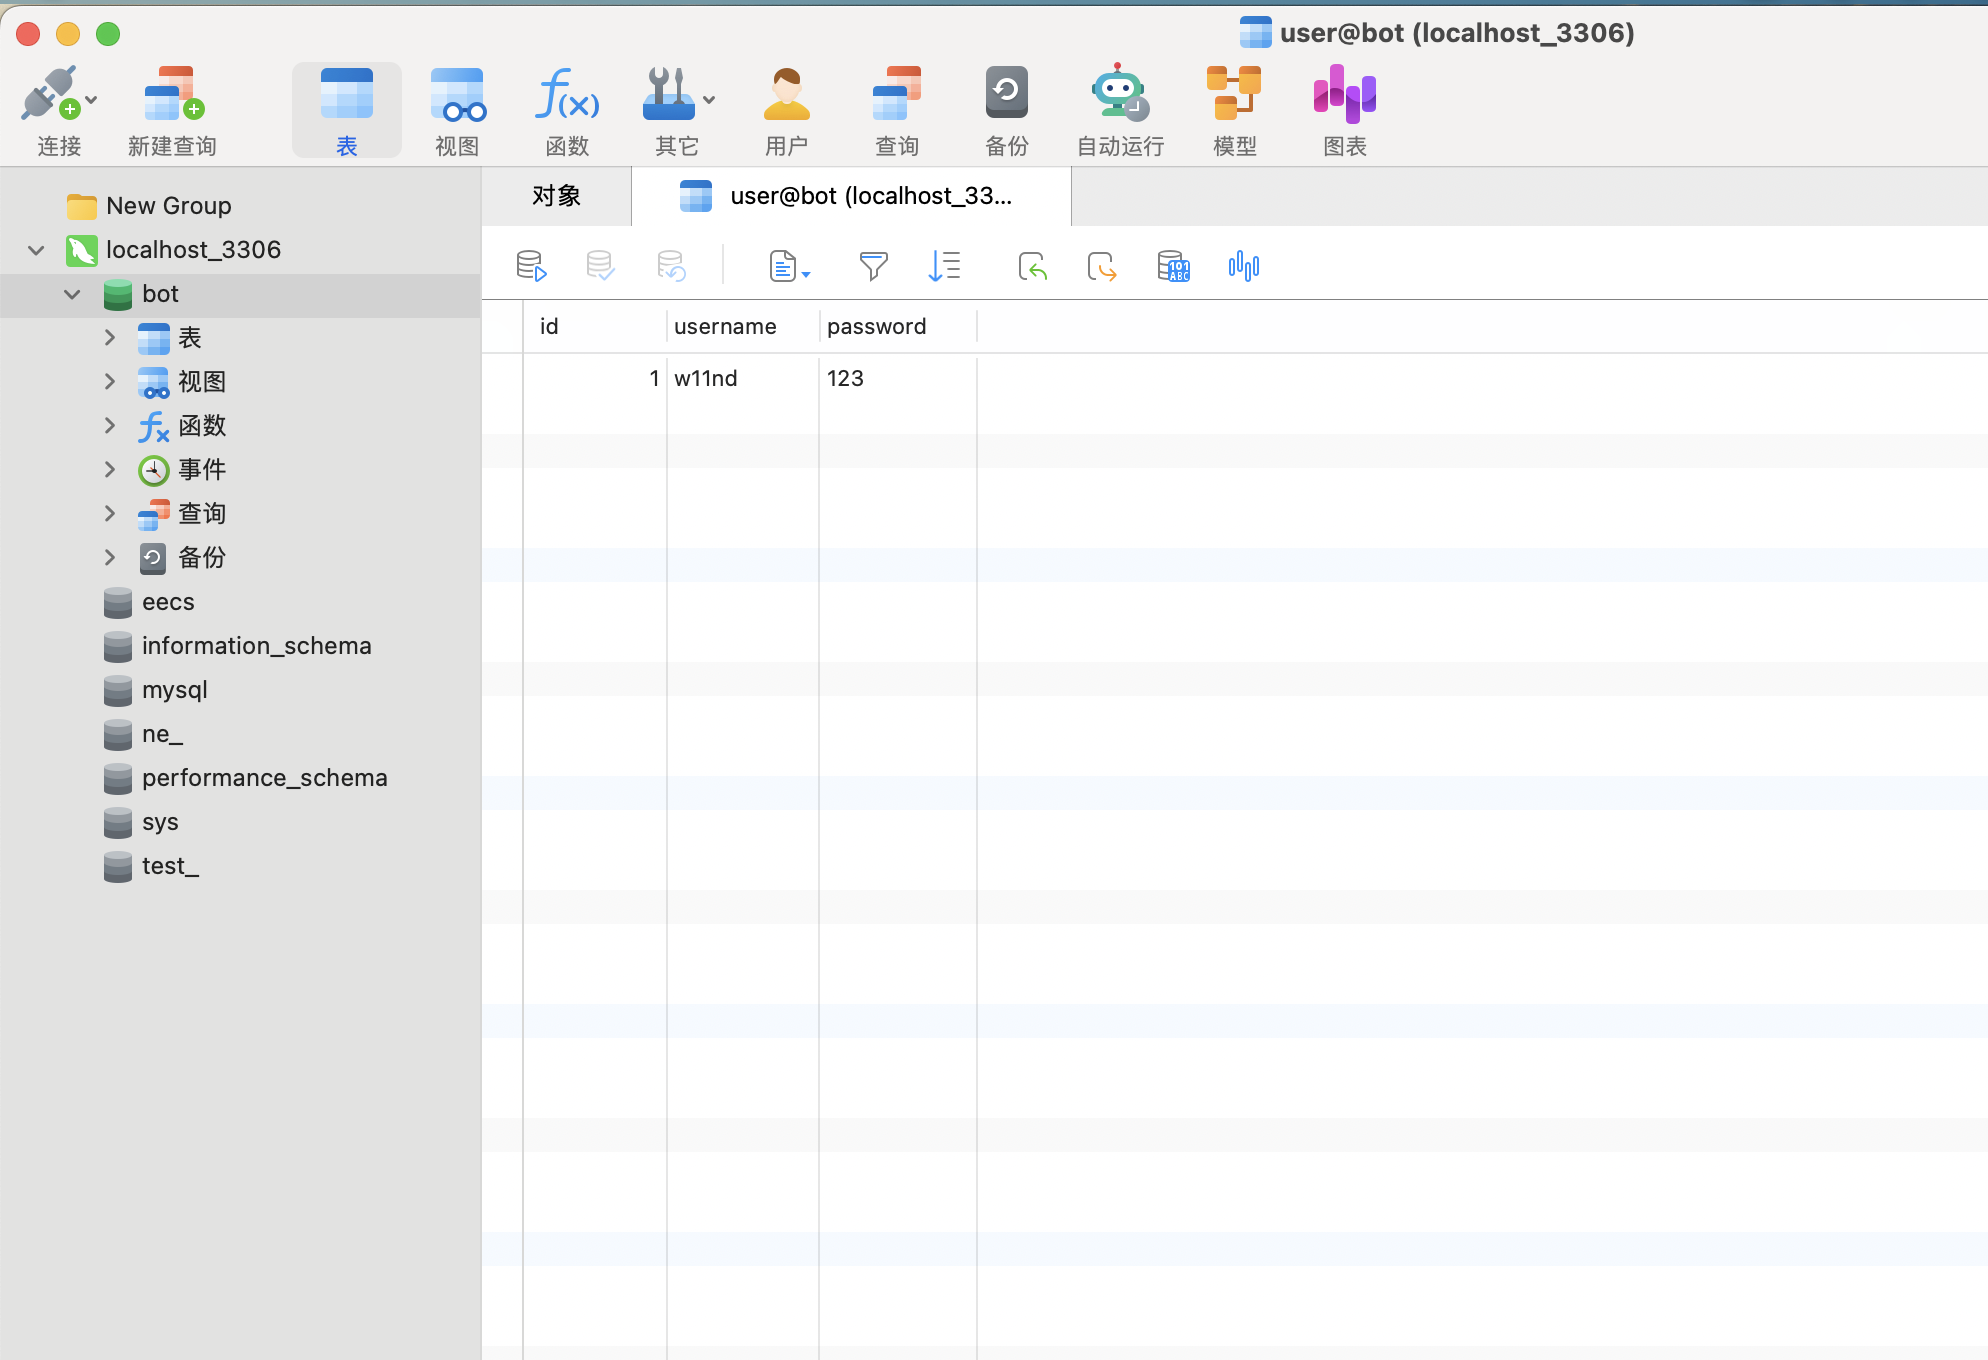 user@bot (localhost_3306)
连接
新建查询
表
视图
函数
其它
用户
查询
备份
自动运行
模型
图表
New Group
localhost_3306
bot
表
视图
函数
事件
查询
备份
eecs
information_schema
mysql
ne_
performance_schema
sys
test_
对象
user@bot (localhost_33...
id username password
1 w11nd 123